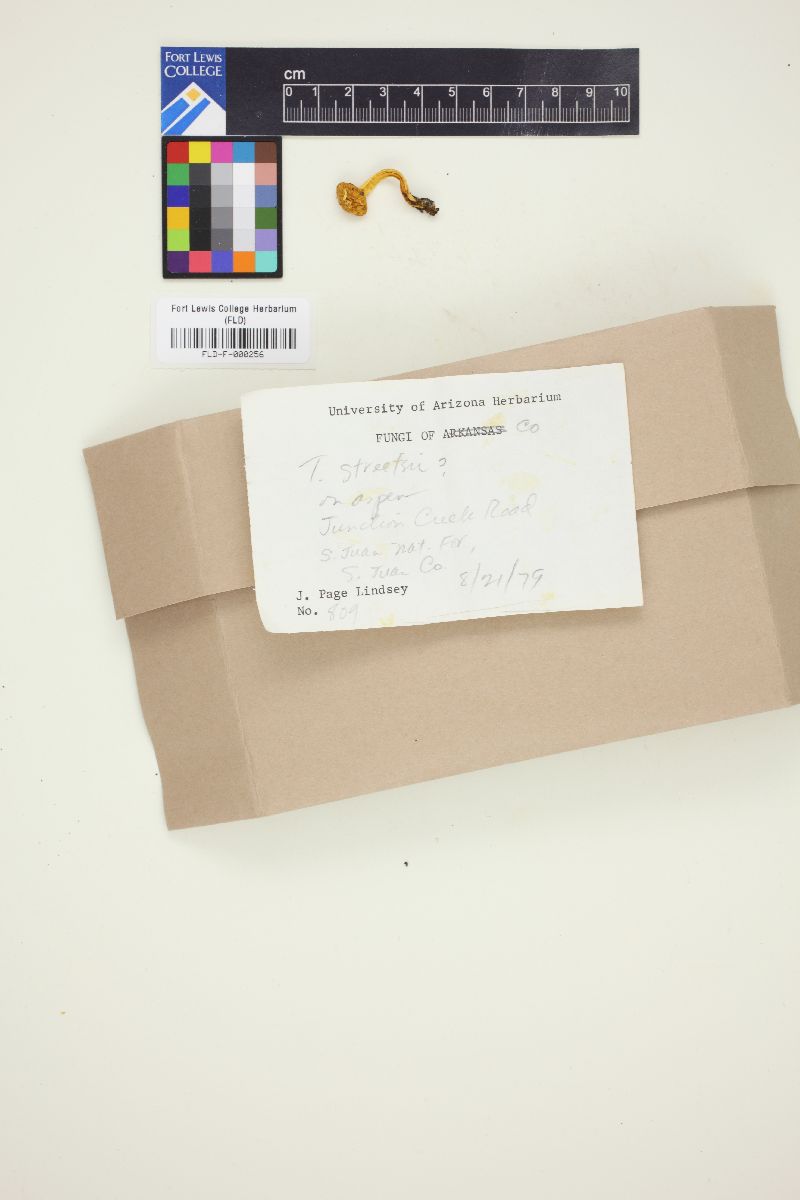 FORT LEWIS
COLLEGE
cm
0 1 2 3 4 5 6 7 8 9 10
Fort Lewis College Herbarium
(FLD)
FLD-F-000256
University of Arizona Herbarium
FUNGI OF ARKANSAS Co
T. streetsii ?
on aspen
Junction Creek Road
S. Juan Nat. For,
S. Juan Co.
8/21/79
J. Page Lindsey
No. 809